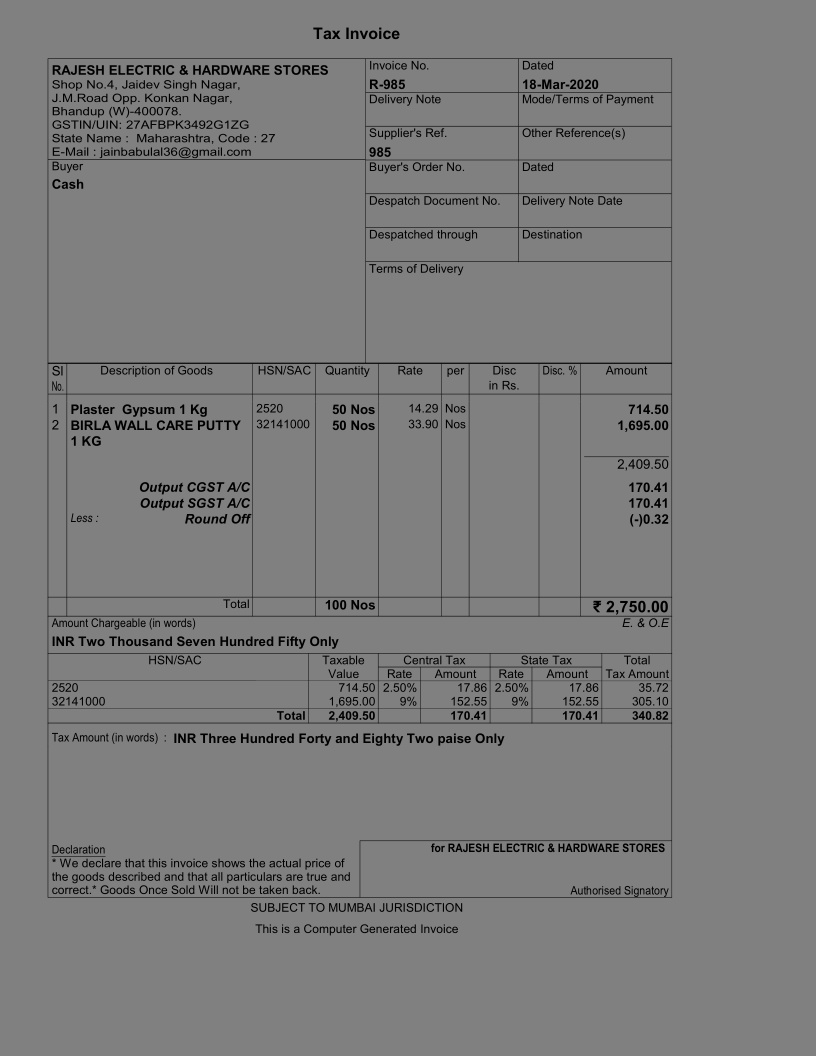 Tax Invoice
RAJESH ELECTRIC & HARDWARE STORES
Shop No.4, Jaidev Singh Nagar,
J.M.Road Opp. Konkan Nagar,
Bhandup (W)-400078.
GSTIN/UIN: 27AFBPK3492G1ZG
State Name : Maharashtra, Code : 27
E-Mail : jainbabulal36@gmail.com
Invoice No. Dated
R-985 18-Mar-2020
Delivery Note Mode/Terms of Payment
Supplier's Ref. Other Reference(s)
985
Buyer
Cash
Buyer's Order No. Dated
Despatch Document No. Delivery Note Date
Despatched through Destination
Terms of Delivery
Sl Description of Goods HSN/SAC Quantity Rate per Disc Disc. % Amount
No. in Rs.
1 Plaster Gypsum 1 Kg 2520 50 Nos 14.29 Nos 714.50
2 BIRLA WALL CARE PUTTY 32141000 50 Nos 33.90 Nos 1,695.00
1 KG
2,409.50
Output CGST A/C 170.41
Output SGST A/C 170.41
Less : Round Off (-)0.32
Total 100 Nos ₹ 2,750.00
Amount Chargeable (in words) E. & O.E
INR Two Thousand Seven Hundred Fifty Only
HSN/SAC Taxable Central Tax State Tax Total
Value Rate Amount Rate Amount Tax Amount
2520 714.50 2.50% 17.86 2.50% 17.86 35.72
32141000 1,695.00 9% 152.55 9% 152.55 305.10
Total 2,409.50 170.41 170.41 340.82
Tax Amount (in words) : INR Three Hundred Forty and Eighty Two paise Only
Declaration
* We declare that this invoice shows the actual price of
the goods described and that all particulars are true and
correct.* Goods Once Sold Will not be taken back.
for RAJESH ELECTRIC & HARDWARE STORES
Authorised Signatory
SUBJECT TO MUMBAI JURISDICTION
This is a Computer Generated Invoice